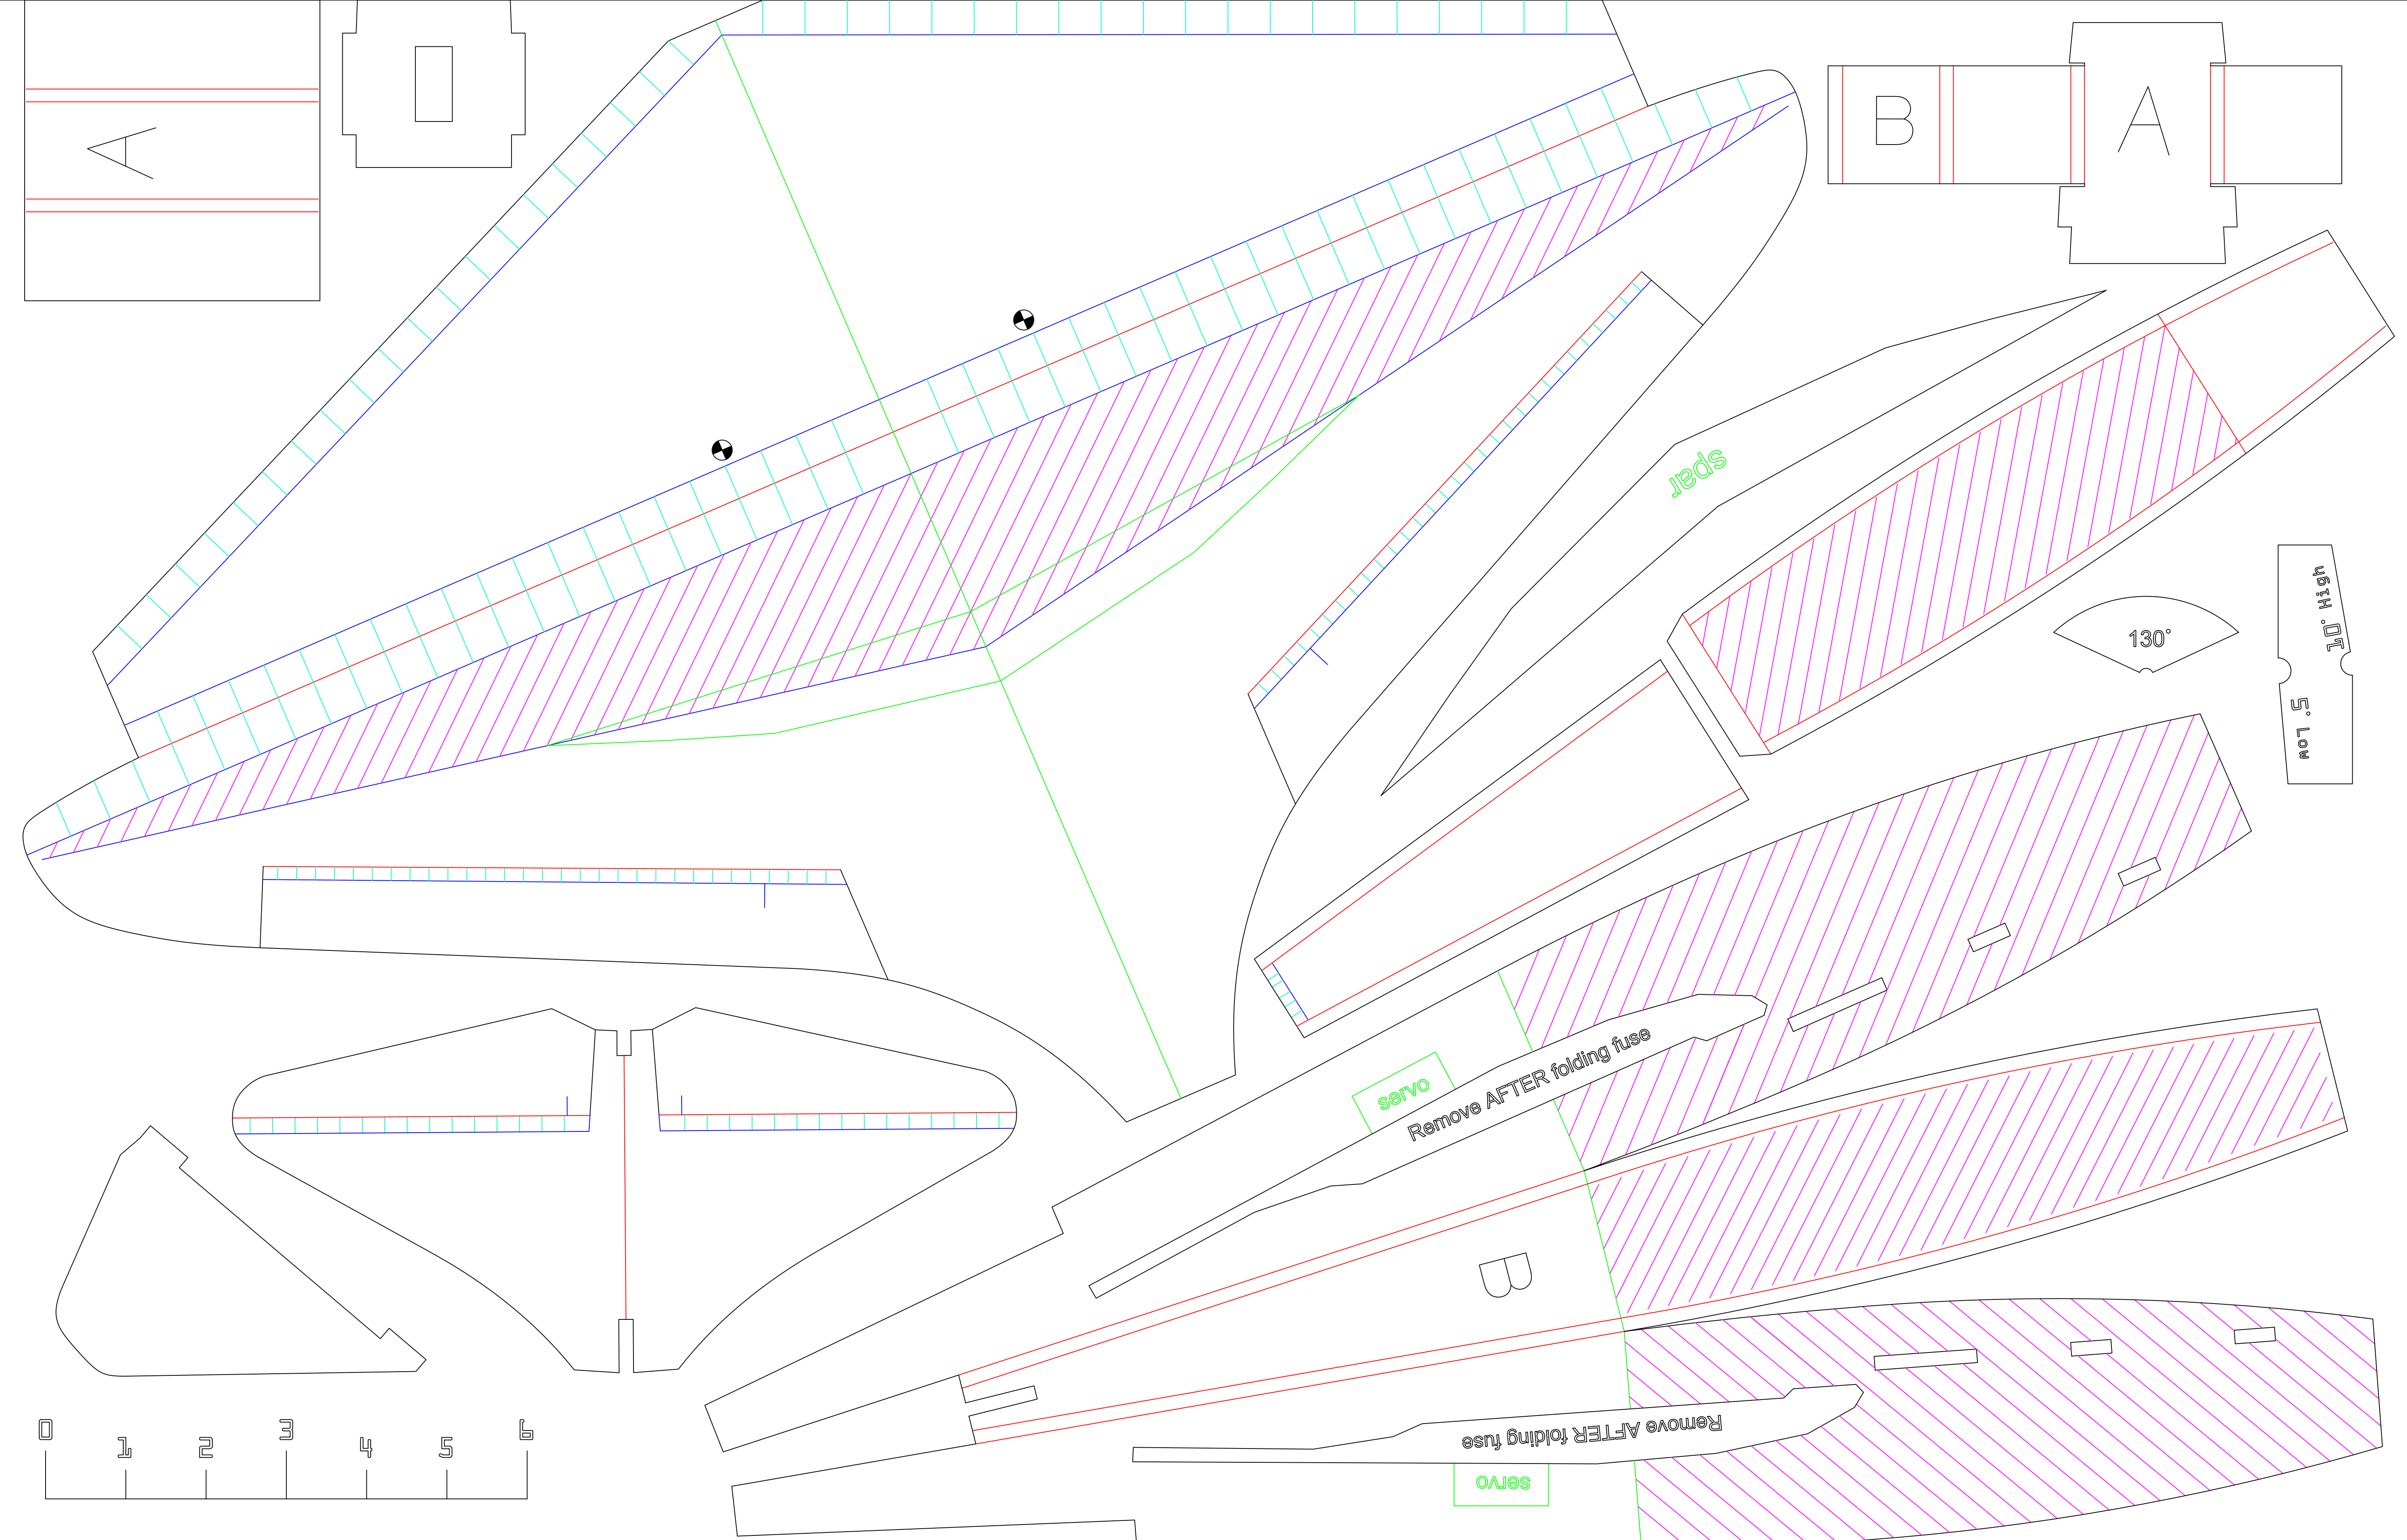 A
B
A
spar
10° High
130°
5° Low
servo
Remove AFTER folding fuse
B
0 1 2 3 4 5 6
Remove AFTER folding fuse
servo